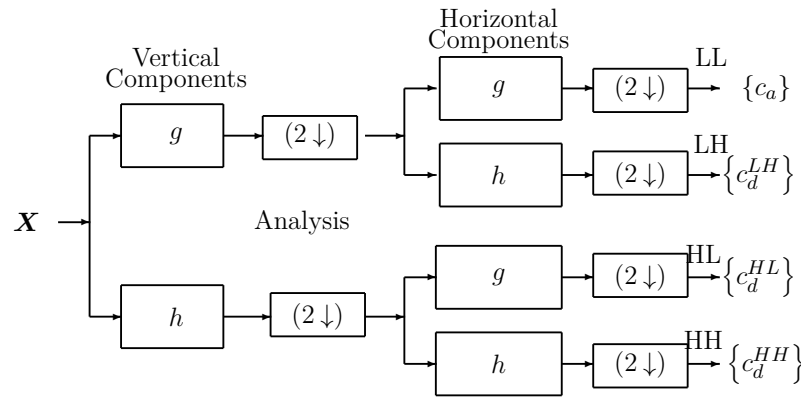 Horizontal
Components
Vertical
Components
LL
g
(2 ↓)
{c_a}
g
(2 ↓)
LH
h
(2 ↓)
{c_d^{LH}}
X
Analysis
HL
g
(2 ↓)
{c_d^{HL}}
h
(2 ↓)
HH
h
(2 ↓)
{c_d^{HH}}